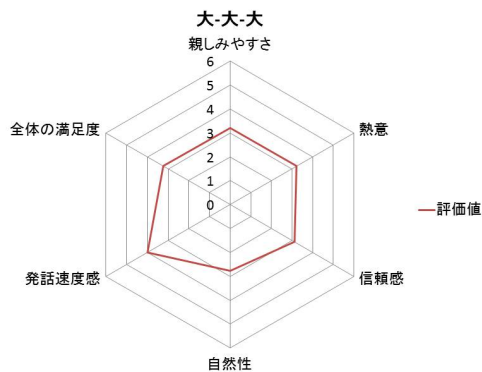 大-大-大
親しみやすさ
6
5
4
3
2
1
0
熱意
信頼感
自然性
発話速度感
全体の満足度
評価値